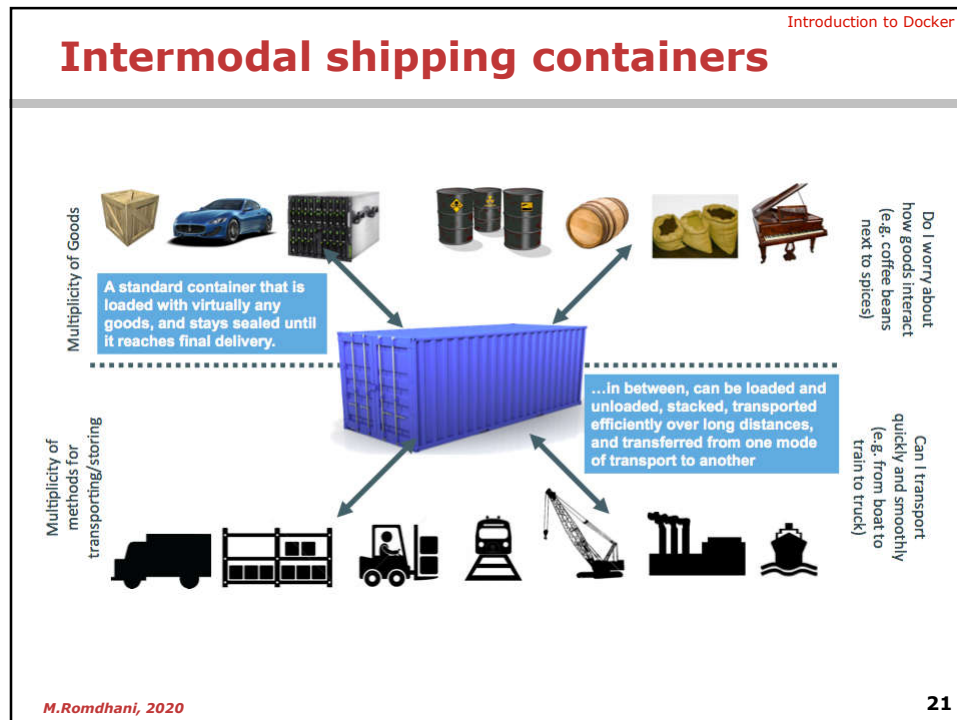 Introduction to Docker
Intermodal shipping containers
Multiplicity of Goods
A standard container that is
loaded with virtually any
goods, and stays sealed until
it reaches final delivery.
Do I worry about
how goods interact
(e.g. coffee beans
next to spices)
Multiplicity of
methods for
transporting/storing
…in between, can be loaded and
unloaded, stacked, transported
efficiently over long distances,
and transferred from one mode
of transport to another
Can I transport
quickly and smoothly
(e.g. from boat to
train to truck)
M.Romdhani, 2020
21